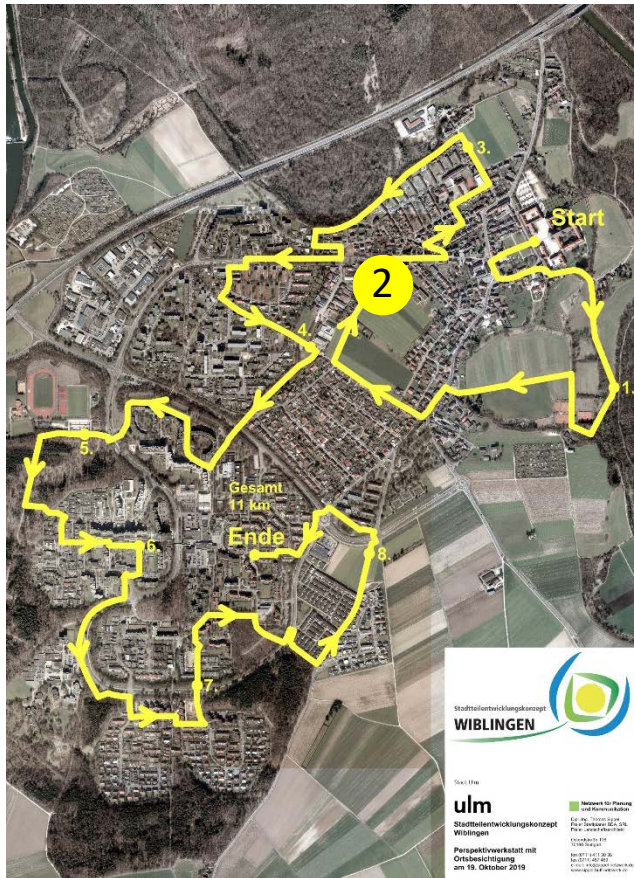 3.
Start
2
4.
1.
5.
Gesamt
11 km
Ende
6.
8.
7.
Stadtteilentwicklungskonzept
WIBLINGEN
Stadt Ulm
ulm
Stadtteilentwicklungskonzept
Wiblingen
Perspektivwerkstatt mit
Ortsbesichtigung
am 19. Oktober 2019
Netzwerk für Planung
und Kommunikation